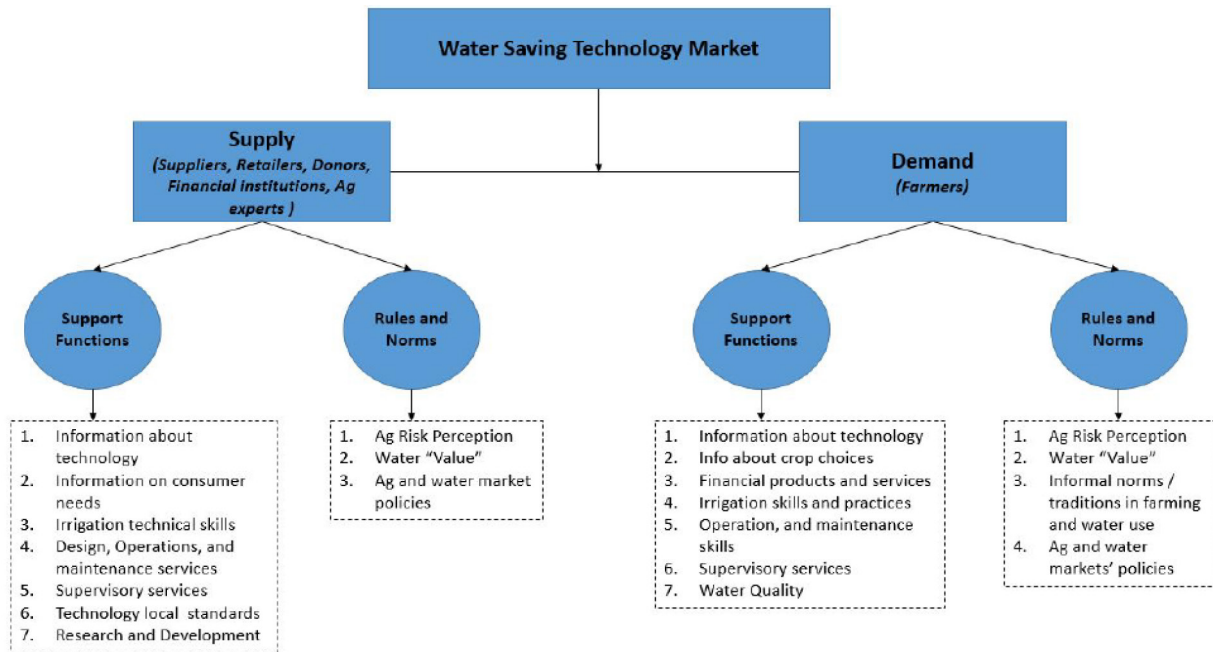 Water Saving Technology Market
Supply
(Suppliers, Retailers, Donors,
Financial institutions, Ag
experts )
Demand
(Farmers)
Support
Functions
Rules and
Norms
Support
Functions
Rules and
Norms
1. Information about
technology
2. Information on consumer
needs
3. Irrigation technical skills
4. Design, Operations, and
maintenance services
5. Supervisory services
6. Technology local standards
7. Research and Development
1. Ag Risk Perception
2. Water “Value”
3. Ag and water market
policies
1. Information about technology
2. Info about crop choices
3. Financial products and services
4. Irrigation skills and practices
5. Operation, and maintenance
skills
6. Supervisory services
7. Water Quality
1. Ag Risk Perception
2. Water “Value”
3. Informal norms /
traditions in farming
and water use
4. Ag and water
markets’ policies